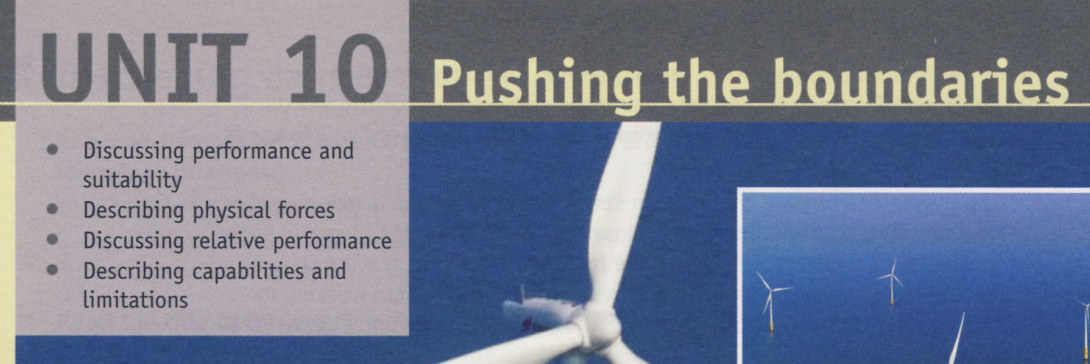 UNIT 10
Pushing the boundaries
• Discussing performance and
suitability
• Describing physical forces
• Discussing relative performance
• Describing capabilities and
limitations